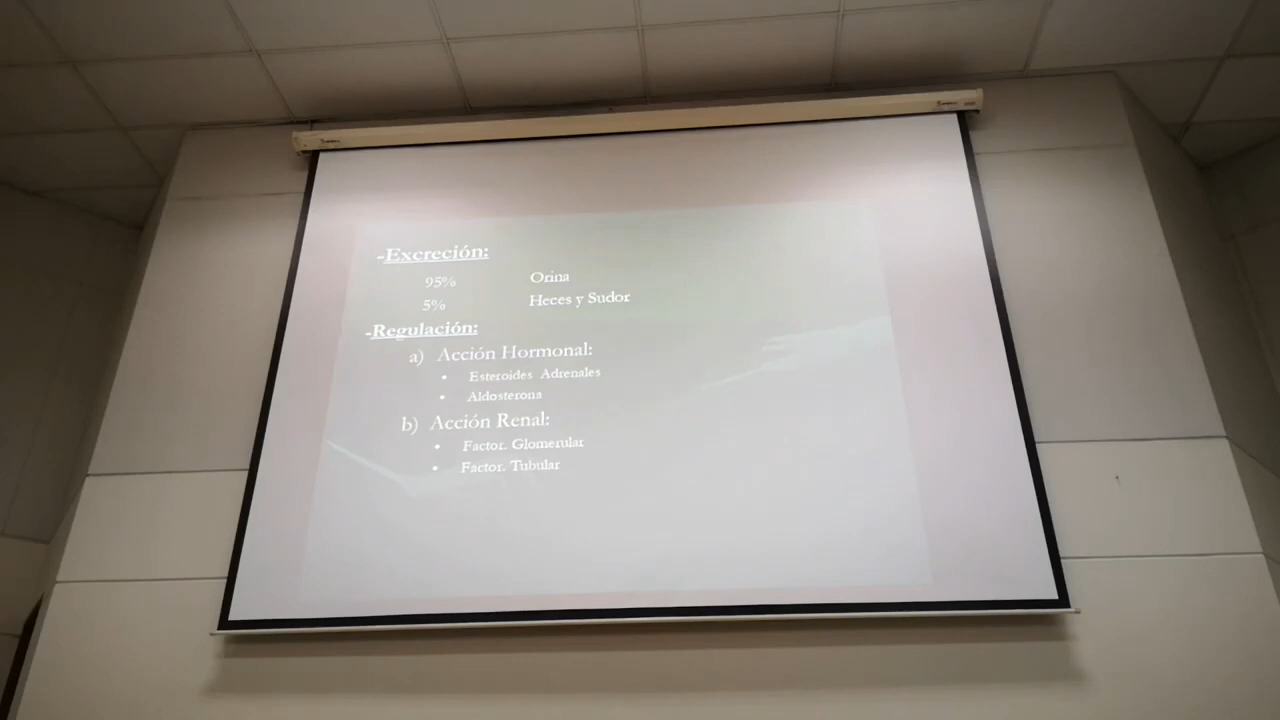 -Excreción:
95% Orina
5% Heces y Sudor
-Regulación:
a) Acción Hormonal:
• Esteroides Adrenales
• Aldosterona
b) Acción Renal:
• Factor. Glomerular
• Factor. Tubular